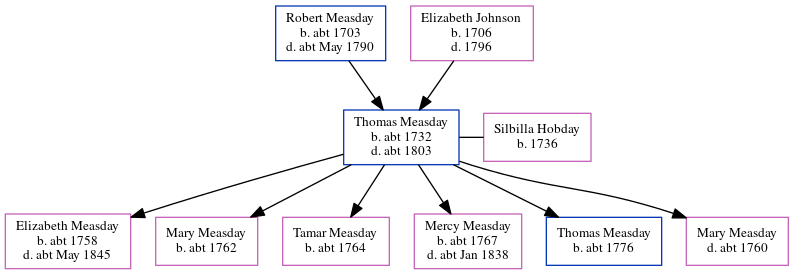 Robert Measday
b. abt 1703
d. abt May 1790
Elizabeth Johnson
b. 1706
d. 1796
Thomas Measday
b. abt 1732
d. abt 1803
Silbilla Hobday
b. 1736
Elizabeth Measday
b. abt 1758
d. abt May 1845
Mary Measday
b. abt 1762
Tamar Measday
b. abt 1764
Mercy Measday
b. abt 1767
d. abt Jan 1838
Thomas Measday
b. abt 1776
Mary Measday
d. abt 1760